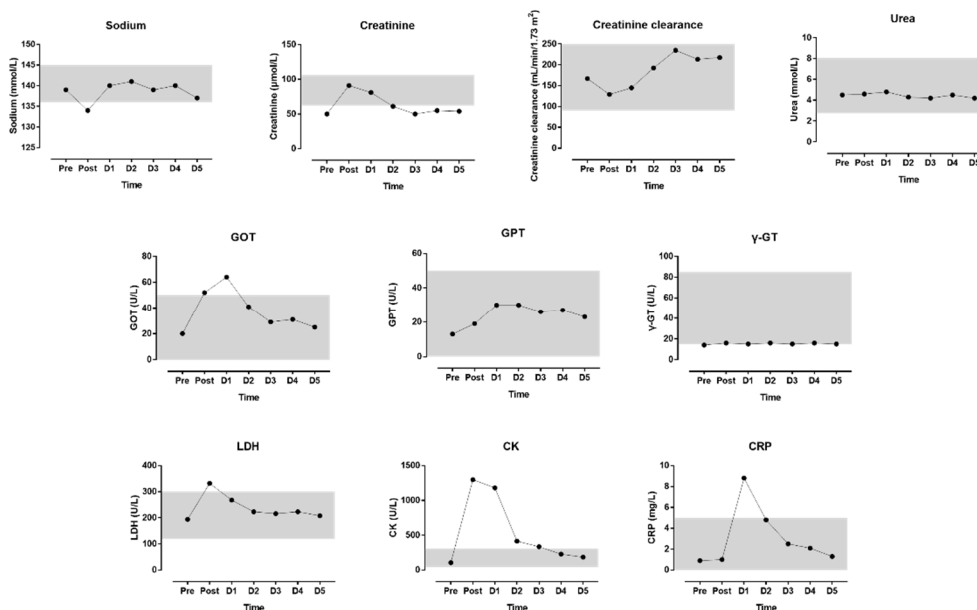 Sodium
Sodium (mmol/L)
150
145
140
135
130
125
Pre Post D1 D2 D3 D4 D5
Time
Creatinine
Creatinine (µmol/L)
150
100
50
0
Pre Post D1 D2 D3 D4 D5
Time
Creatinine clearance
Creatinine clearance (mL/min/1.73 m²)
250
200
150
100
50
0
Pre Post D1 D2 D3 D4 D5
Time
Urea
Urea (mmol/L)
10
8
6
4
2
0
Pre Post D1 D2 D3 D4 D5
Time
GOT
GOT (U/L)
80
60
40
20
0
Pre Post D1 D2 D3 D4 D5
Time
GPT
GPT (U/L)
60
40
20
0
Pre Post D1 D2 D3 D4 D5
Time
γ-GT
γ-GT (U/L)
100
80
60
40
20
0
Pre Post D1 D2 D3 D4 D5
Time
LDH
LDH (U/L)
400
300
200
100
0
Pre Post D1 D2 D3 D4 D5
Time
CK
CK (U/L)
1500
1000
500
0
Pre Post D1 D2 D3 D4 D5
Time
CRP
CRP (mg/L)
10
8
6
4
2
0
Pre Post D1 D2 D3 D4 D5
Time